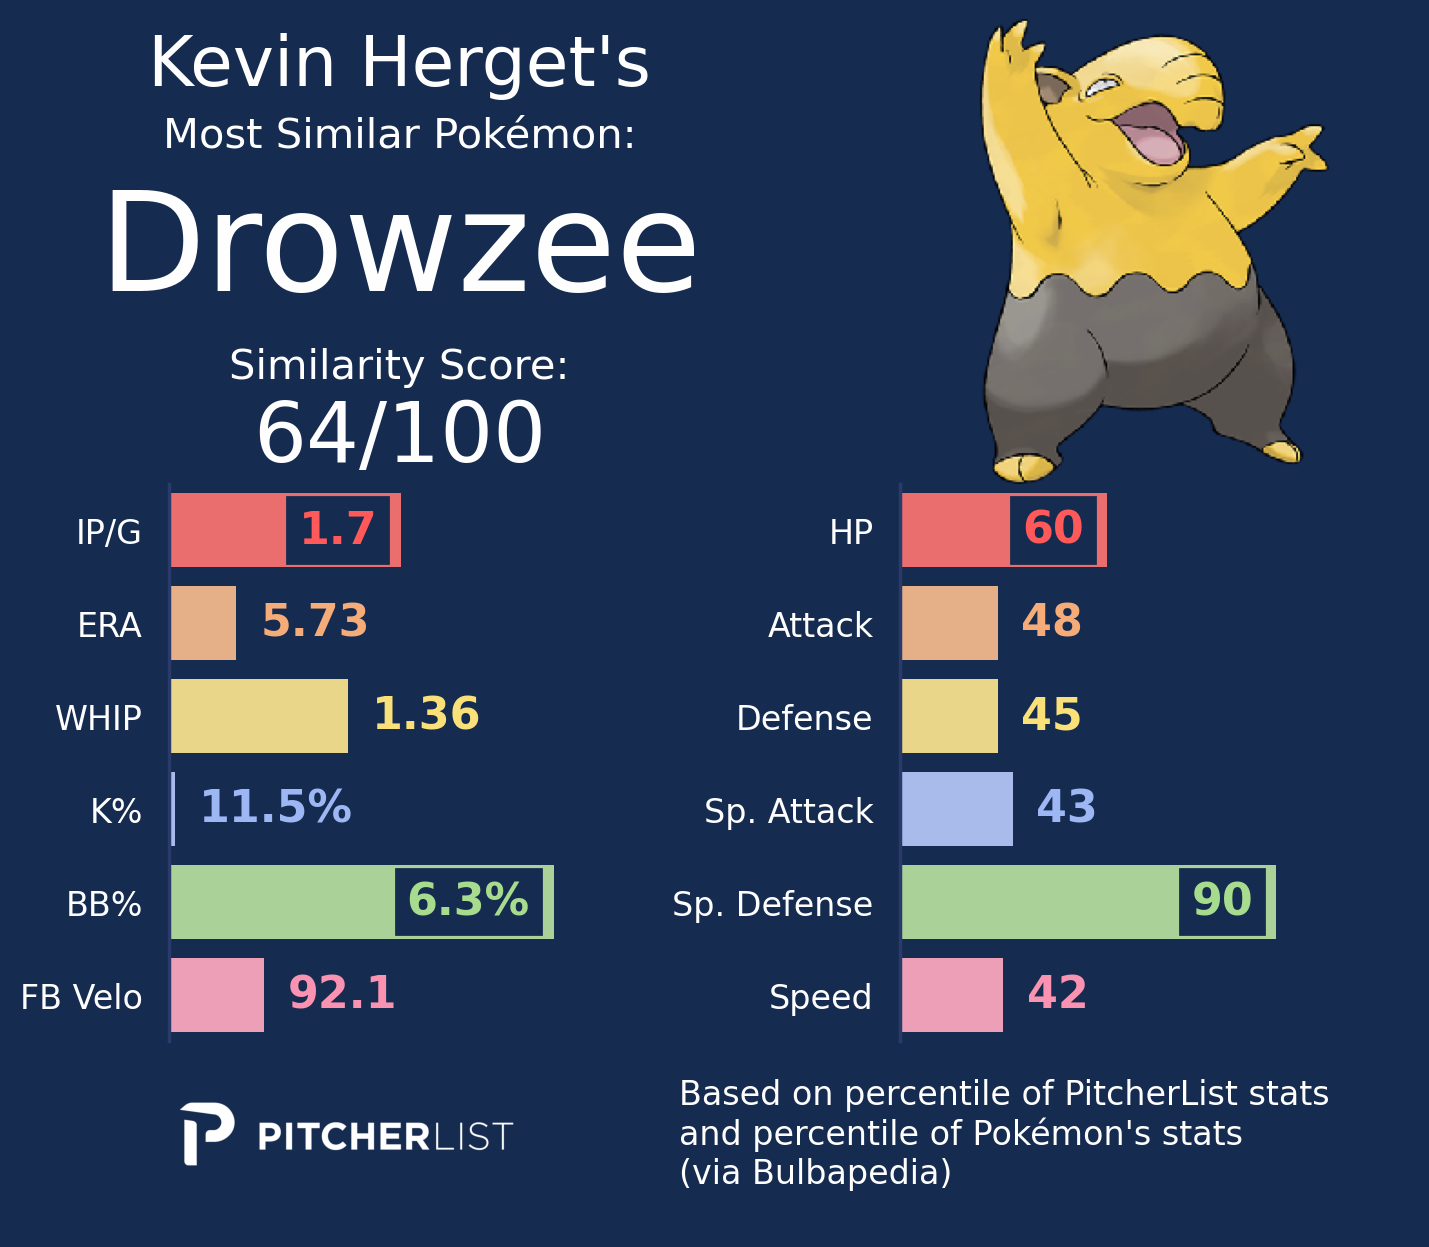 Kevin Herget's
Most Similar Pokémon:
Drowzee
Similarity Score:
64/100
IP/G 1.7
ERA 5.73
WHIP 1.36
K% 11.5%
BB% 6.3%
FB Velo 92.1
HP 60
Attack 48
Defense 45
Sp. Attack 43
Sp. Defense 90
Speed 42
PITCHERLIST
Based on percentile of PitcherList stats
and percentile of Pokémon's stats
(via Bulbapedia)